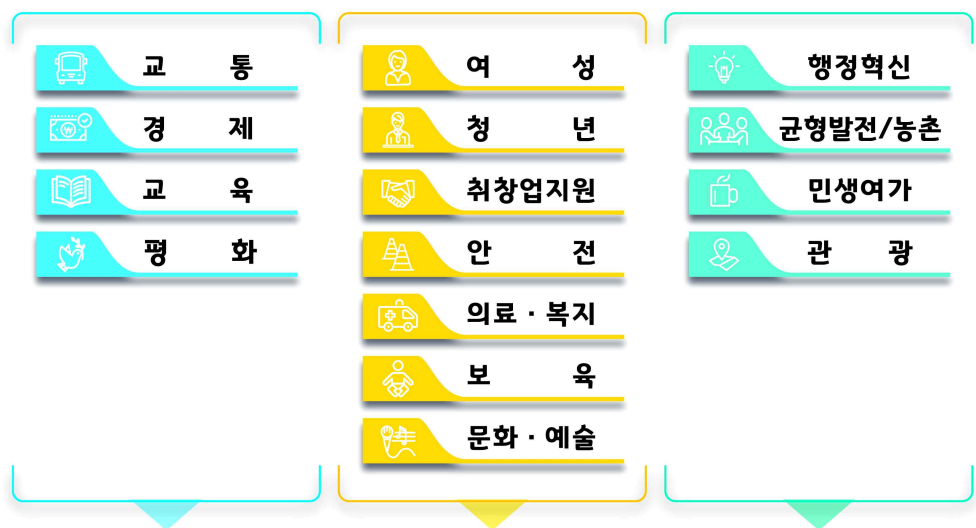 교 통
경 제
교 육
평 화
여 성
청 년
취창업지원
안 전
의료 · 복지
보 육
문화 · 예술
행정혁신
균형발전/농촌
민생여가
관 광